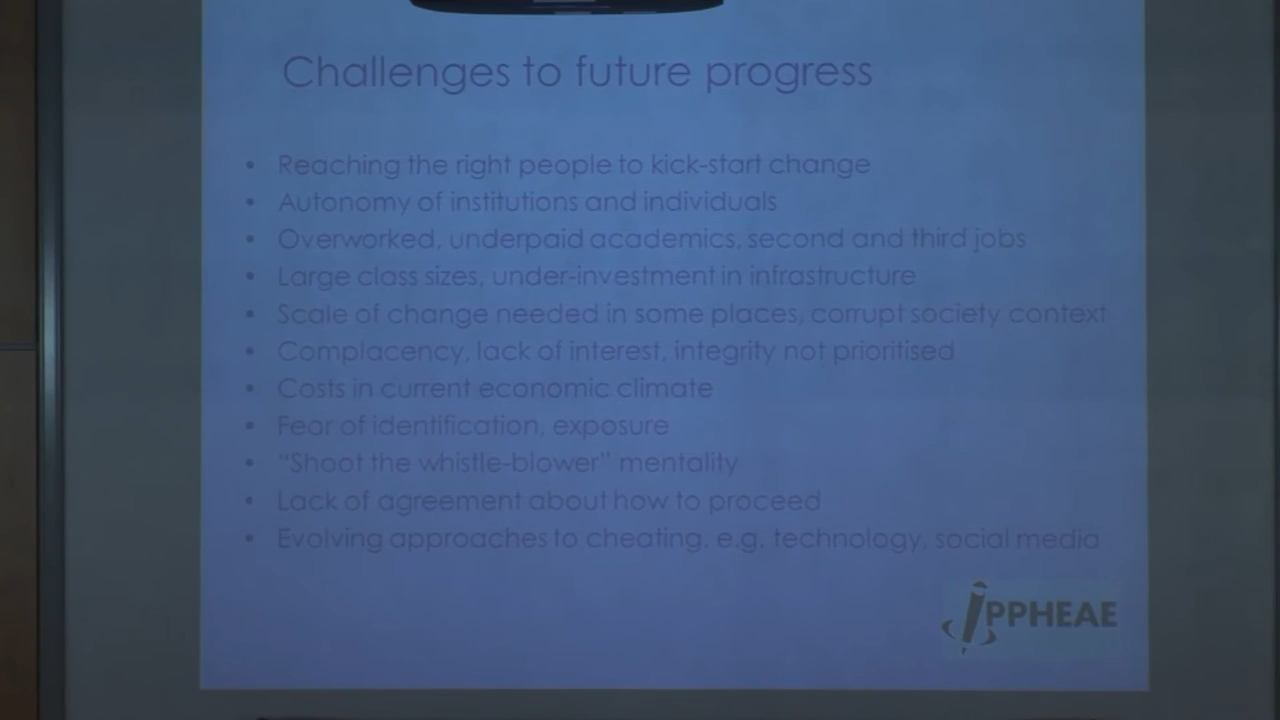 Challenges to future progress
• Reaching the right people to kick-start change
• Autonomy of institutions and individuals
• Overworked, underpaid academics, second and third jobs
• Large class sizes, under-investment in infrastructure
• Scale of change needed in some places, corrupt society context
• Complacency, lack of interest, integrity not prioritised
• Costs in current economic climate
• Fear of identification, exposure
• “Shoot the whistle-blower” mentality
• Lack of agreement about how to proceed
• Evolving approaches to cheating. e.g. technology, social media
IPPHEAE